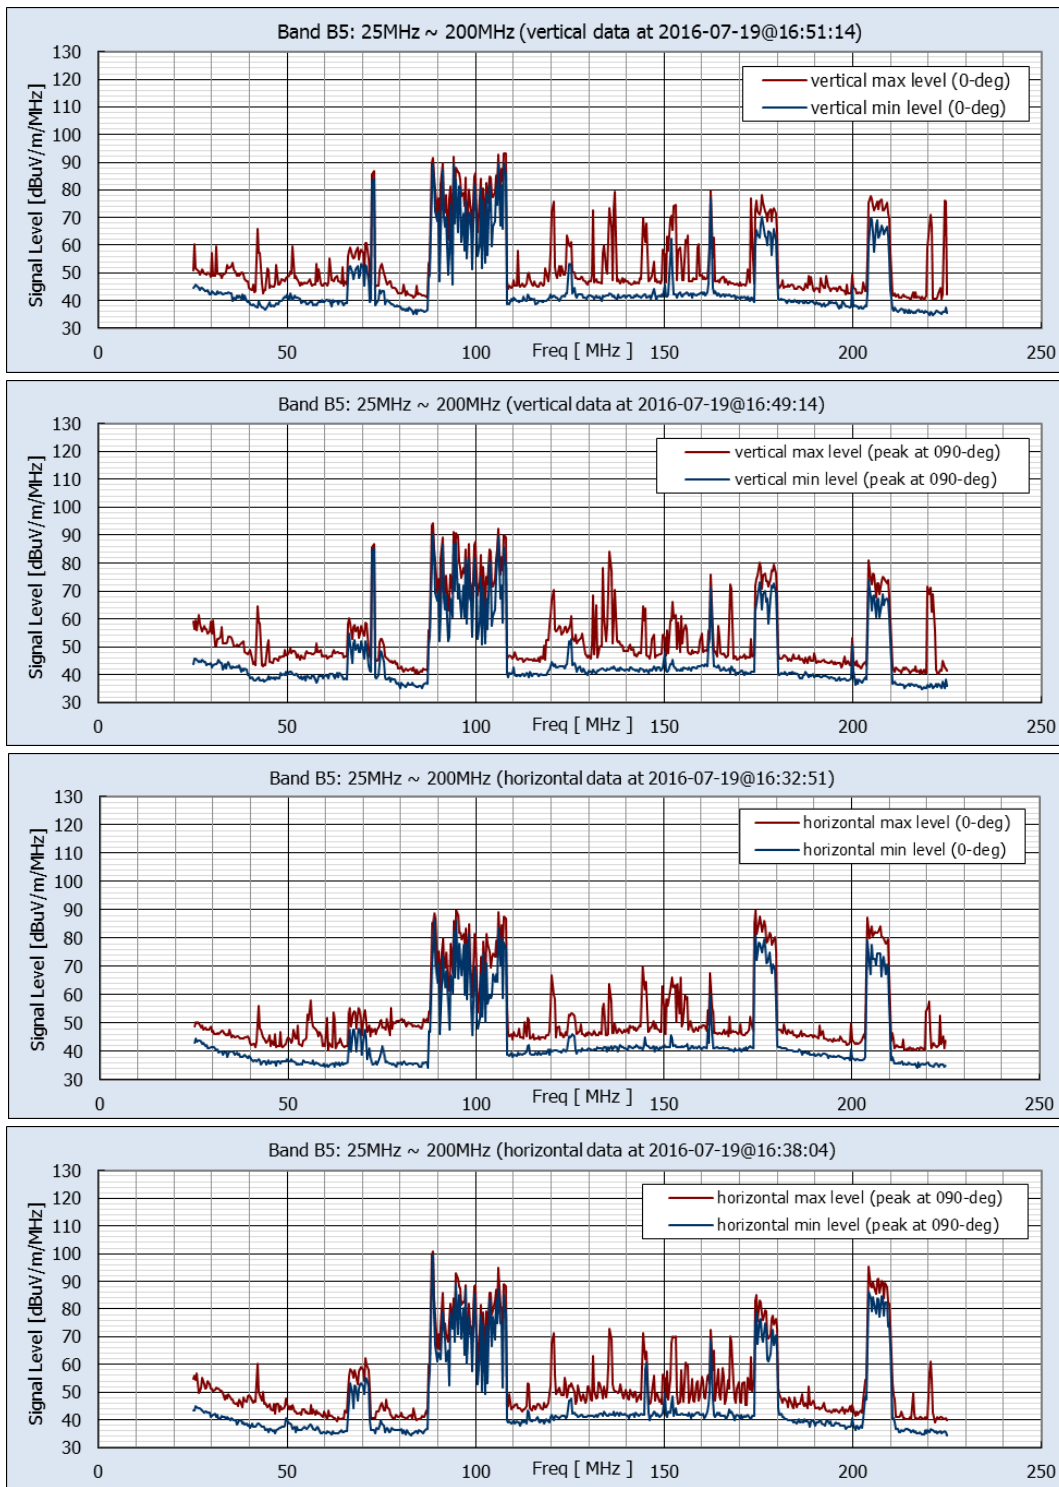 Band B5: 25MHz ~ 200MHz (vertical data at 2016-07-19@16:51:14)
Signal Level [dBuV/m/MHz]
130
120
110
100
90
80
70
60
50
40
30
vertical max level (0-deg)
vertical min level (0-deg)
0 50 Freq [ MHz ] 150 200 250
Band B5: 25MHz ~ 200MHz (vertical data at 2016-07-19@16:49:14)
Signal Level [dBuV/m/MHz]
130
120
110
100
90
80
70
60
50
40
30
vertical max level (peak at 090-deg)
vertical min level (peak at 090-deg)
0 50 100 Freq [ MHz ] 150 200 250
Band B5: 25MHz ~ 200MHz (horizontal data at 2016-07-19@16:32:51)
Signal Level [dBuV/m/MHz]
130
120
110
100
90
80
70
60
50
40
30
horizontal max level (0-deg)
horizontal min level (0-deg)
0 50 100 Freq [ MHz ] 150 200 250
Band B5: 25MHz ~ 200MHz (horizontal data at 2016-07-19@16:38:04)
Signal Level [dBuV/m/MHz]
130
120
110
100
90
80
70
60
50
40
30
horizontal max level (peak at 090-deg)
horizontal min level (peak at 090-deg)
0 50 100 Freq [ MHz ] 150 200 250